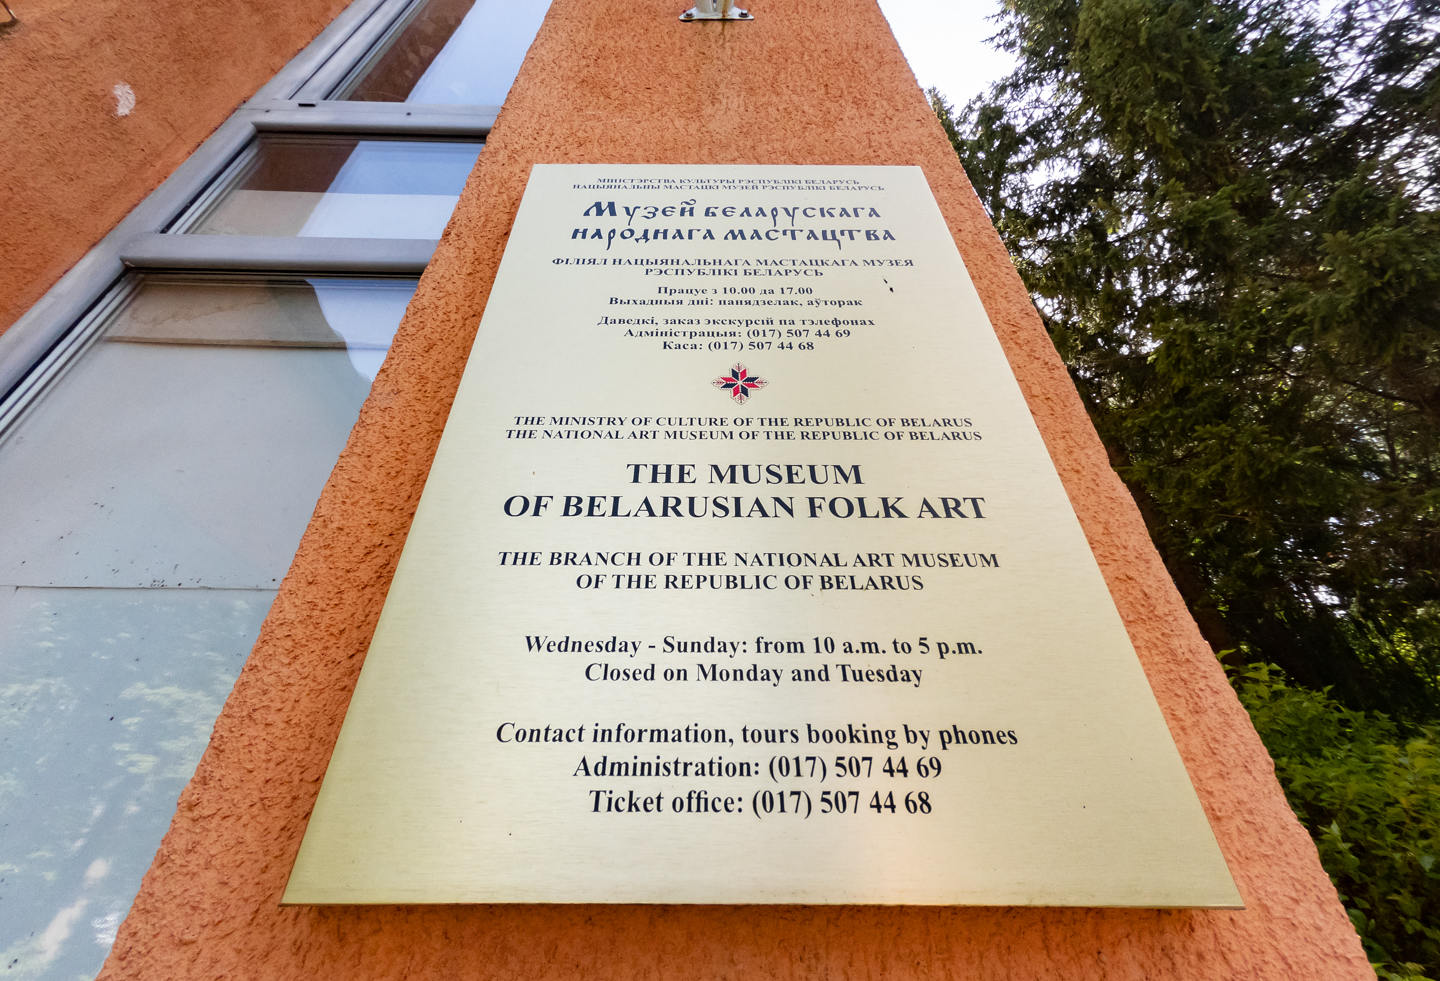 МІНІСТЭРСТВА КУЛЬТУРЫ РЭСПУБЛІКІ БЕЛАРУСЬ
НАЦЫЯНАЛЬНЫ МАСТАЦКІ МУЗЕЙ РЭСПУБЛІКІ БЕЛАРУСЬ
Музей беларускага
народнага мастацтва
ФІЛІЯЛ НАЦЫЯНАЛЬНАГА МАСТАЦКАГА МУЗЕЯ
РЭСПУБЛІКІ БЕЛАРУСЬ
Працуе з 10.00 да 17.00
Выхадныя дні: панядзелак, аўторак
Даведкі, заказ экскурсій па тэлефонах
Адміністрацыя: (017) 507 44 69
Каса: (017) 507 44 68
THE MINISTRY OF CULTURE OF THE REPUBLIC OF BELARUS
THE NATIONAL ART MUSEUM OF THE REPUBLIC OF BELARUS
THE MUSEUM
OF BELARUSIAN FOLK ART
THE BRANCH OF THE NATIONAL ART MUSEUM
OF THE REPUBLIC OF BELARUS
Wednesday - Sunday: from 10 a.m. to 5 p.m.
Closed on Monday and Tuesday
Contact information, tours booking by phones
Administration: (017) 507 44 69
Ticket office: (017) 507 44 68